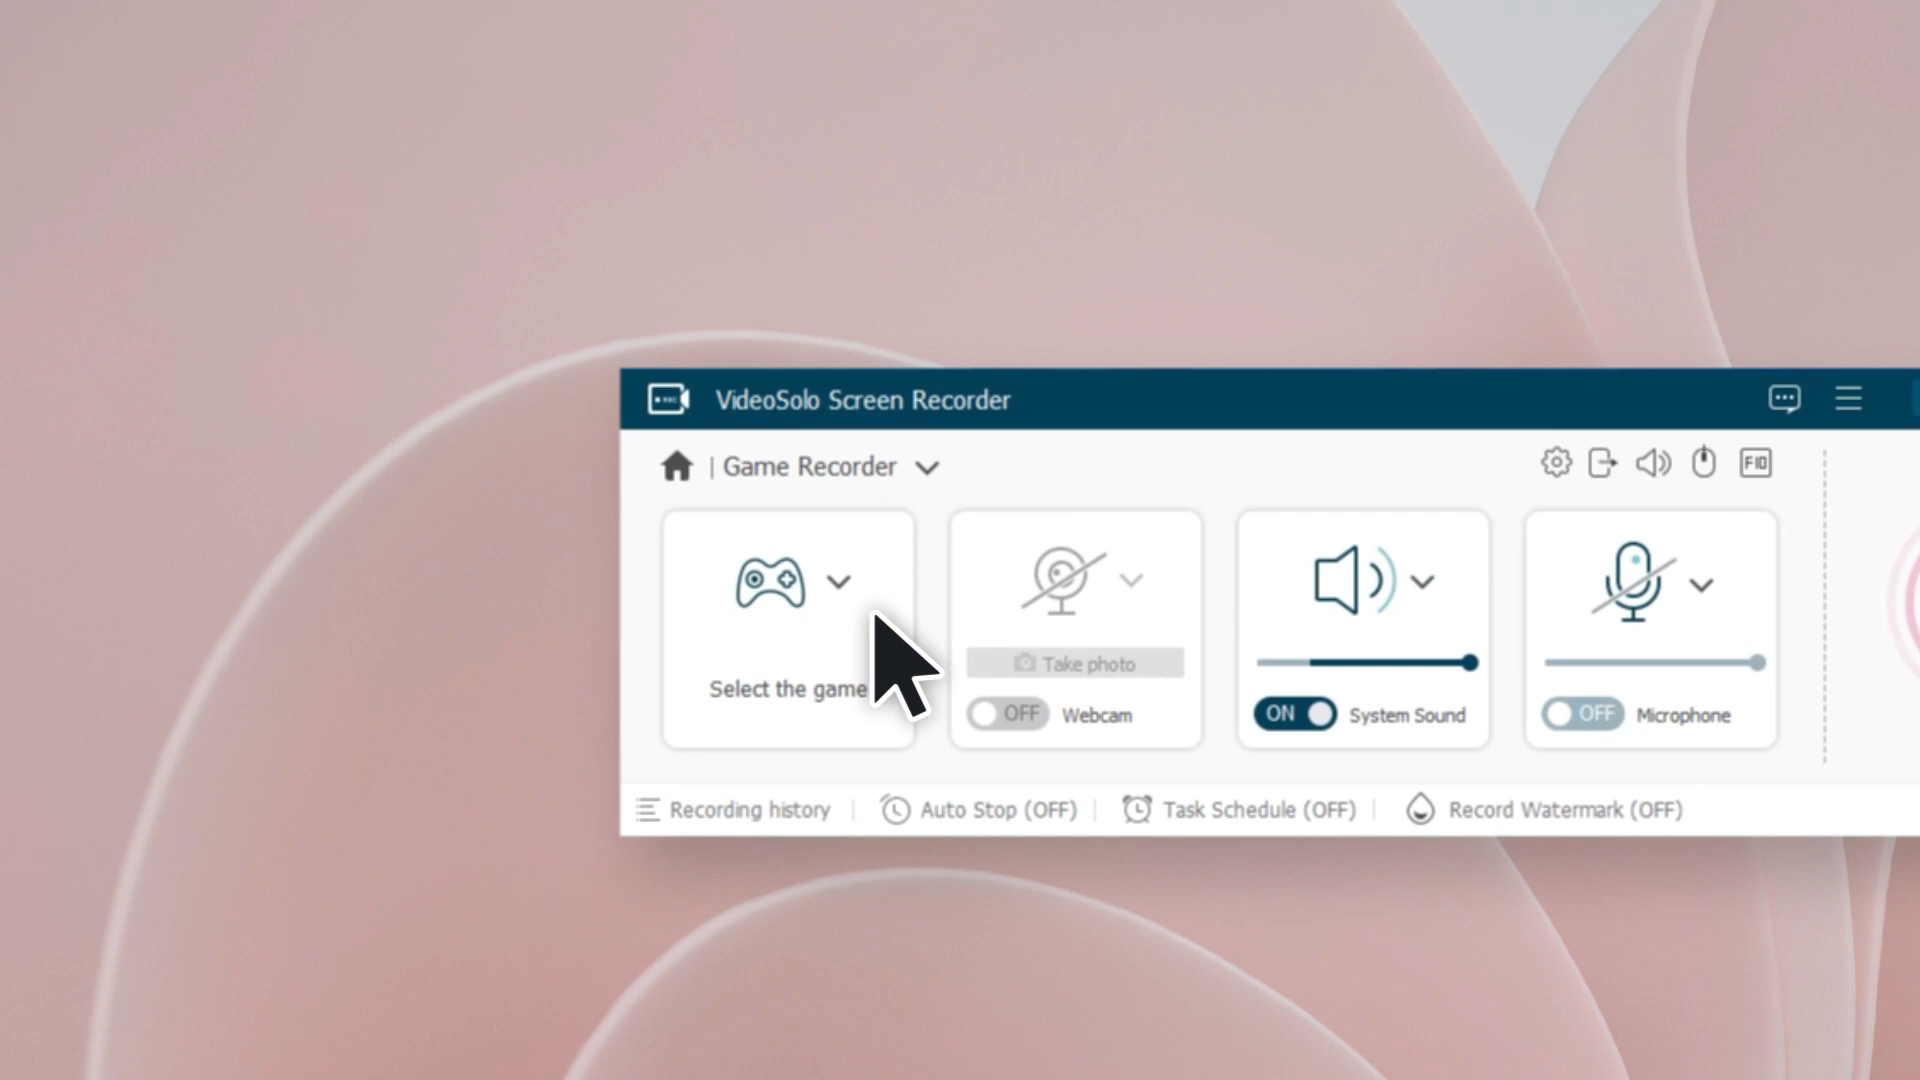 VideoSolo Screen Recorder
| Game Recorder
F10
Select the game
Take photo
OFF Webcam
ON System Sound
OFF Microphone
Recording history
Auto Stop (OFF)
Task Schedule (OFF)
Record Watermark (OFF)